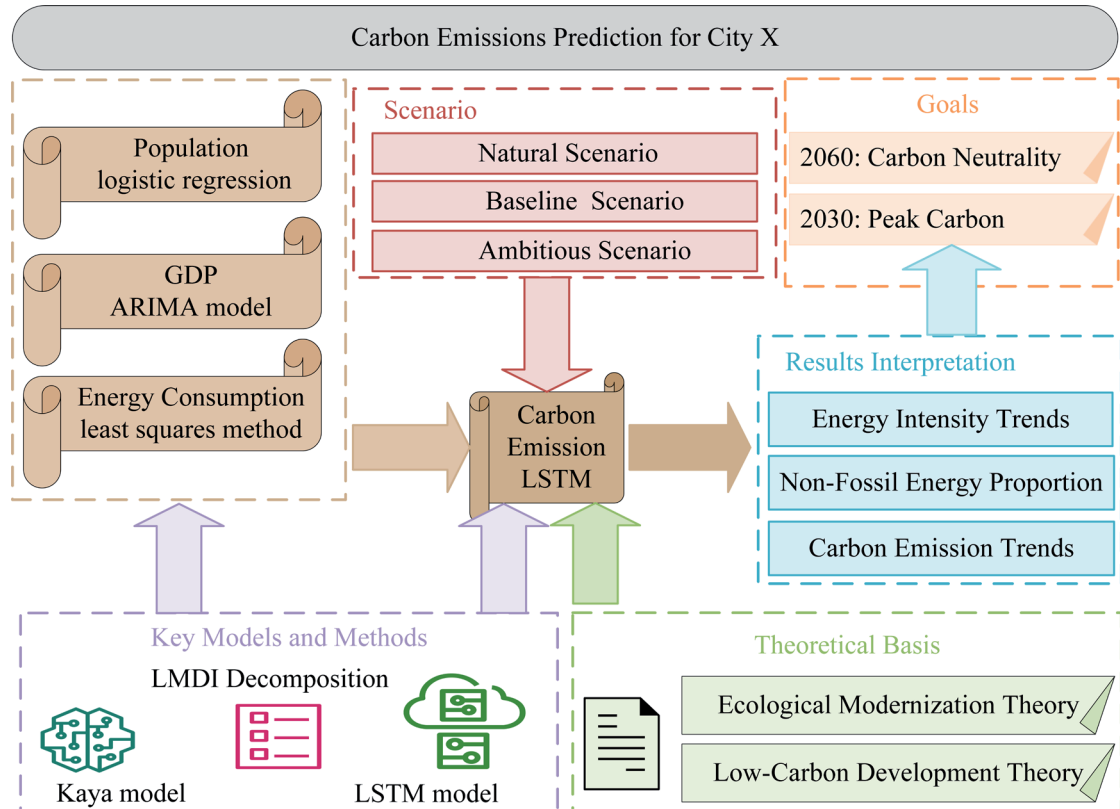 Carbon Emissions Prediction for City X
Population
logistic regression
GDP
ARIMA model
Energy Consumption
least squares method
Scenario
Natural Scenario
Baseline Scenario
Ambitious Scenario
Goals
2060: Carbon Neutrality
2030: Peak Carbon
Carbon
Emission
LSTM
Results Interpretation
Energy Intensity Trends
Non-Fossil Energy Proportion
Carbon Emission Trends
Key Models and Methods
LMDI Decomposition
Kaya model
LSTM model
Theoretical Basis
Ecological Modernization Theory
Low-Carbon Development Theory